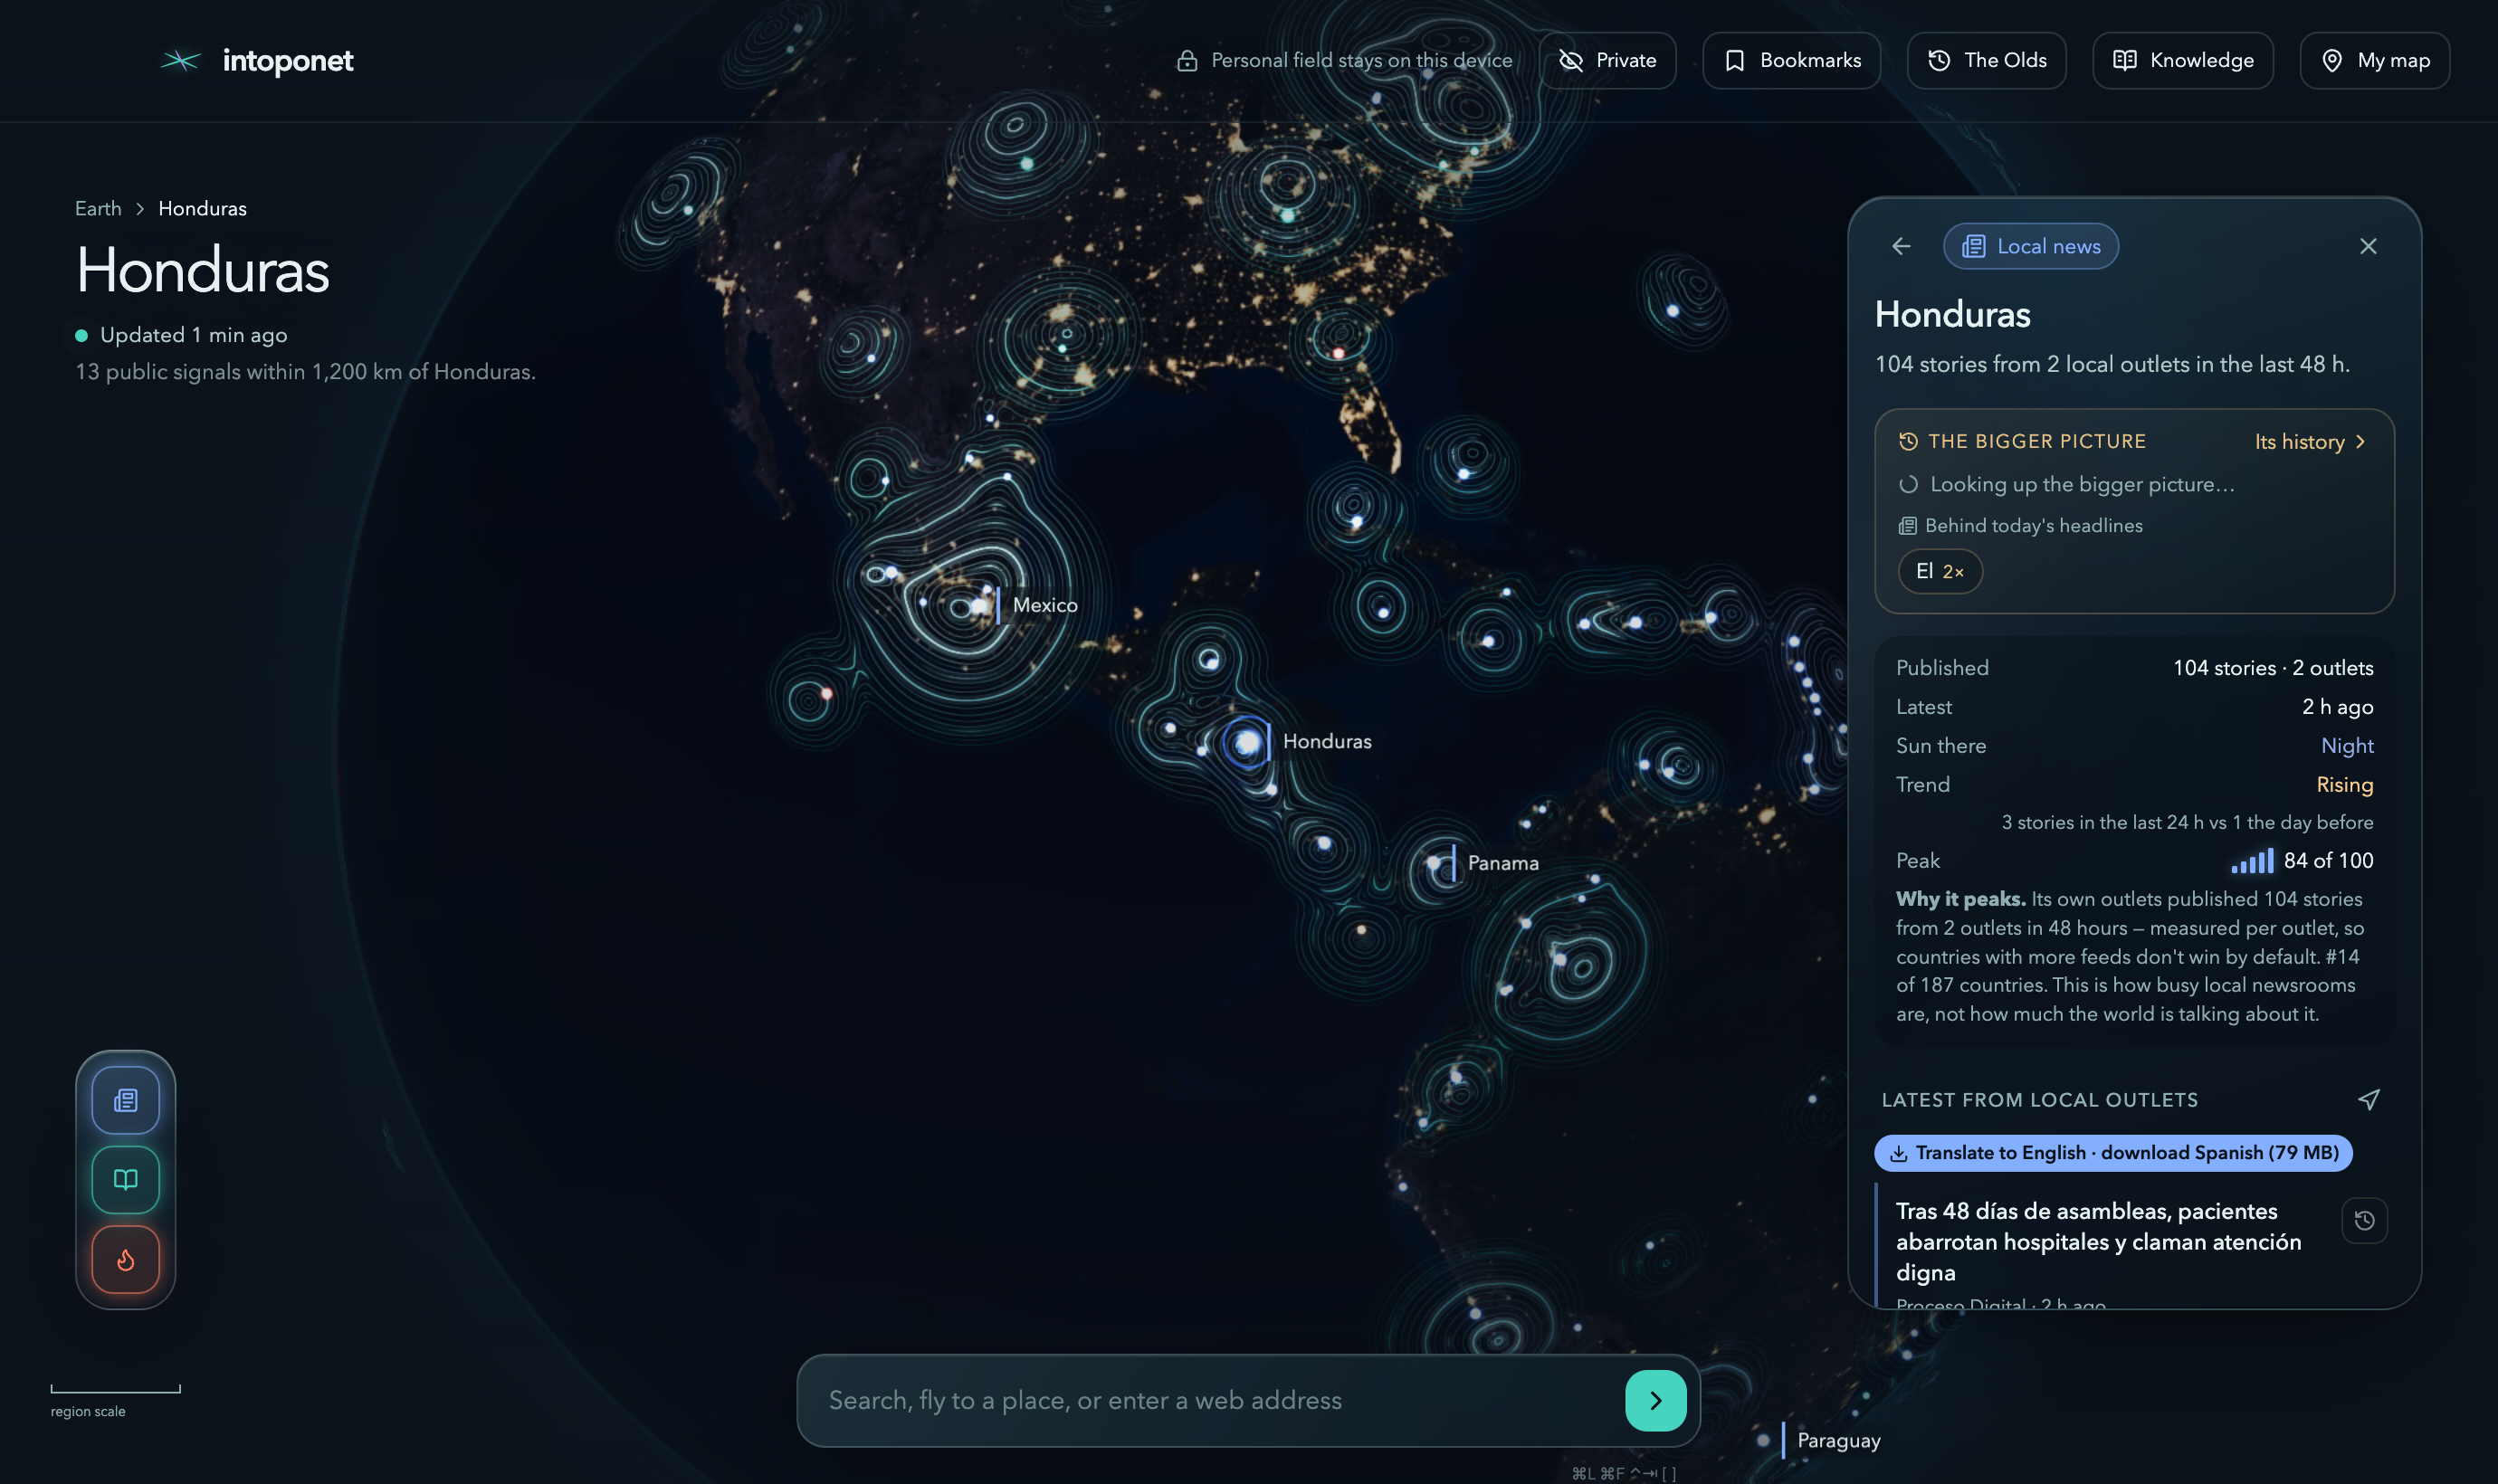 intoponet
Personal field stays on this device
Private
Bookmarks
The Olds
Knowledge
My map
Earth > Honduras
Honduras
Updated 1 min ago
13 public signals within 1,200 km of Honduras.
Mexico
Honduras
Panama
Paraguay
Local news
Honduras
104 stories from 2 local outlets in the last 48 h.
THE BIGGER PICTURE
Its history >
Looking up the bigger picture…
Behind today's headlines
El 2×
Published 104 stories · 2 outlets
Latest 2 h ago
Sun there Night
Trend Rising
3 stories in the last 24 h vs 1 the day before
Peak 84 of 100
Why it peaks. Its own outlets published 104 stories
from 2 outlets in 48 hours – measured per outlet, so
countries with more feeds don't win by default. #14
of 187 countries. This is how busy local newsrooms
are, not how much the world is talking about it.
LATEST FROM LOCAL OUTLETS
Translate to English · download Spanish (79 MB)
Tras 48 días de asambleas, pacientes
abarrotan hospitales y claman atención
digna
Proceso Digital · 2 h ago
region scale
Search, fly to a place, or enter a web address
⌘L ⌘F ^⇥ [ ]